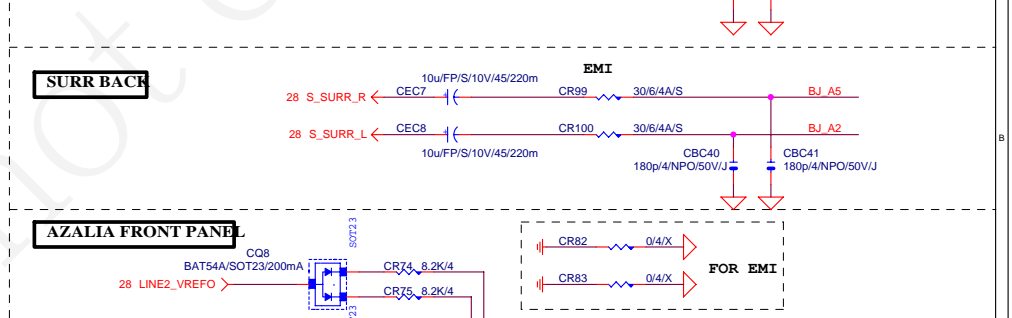 EMI
SURR BACK
10u/FP/S/10V/45/220m
28 S_SURR_R CEC7 CR99 30/6/4A/S BJ_A5
28 S_SURR_L CEC8 CR100 30/6/4A/S BJ_A2
10u/FP/S/10V/45/220m
CBC40 CBC41
180p/4/NPO/50V/J 180p/4/NPO/50V/J
B
AZALIA FRONT PANEL
SOT23
CQ8
BAT54A/SOT23/200mA
28 LINE2_VREFO
CR74 8.2K/4
CR75 8.2K/4
CR82 0/4/X
CR83 0/4/X
FOR EMI